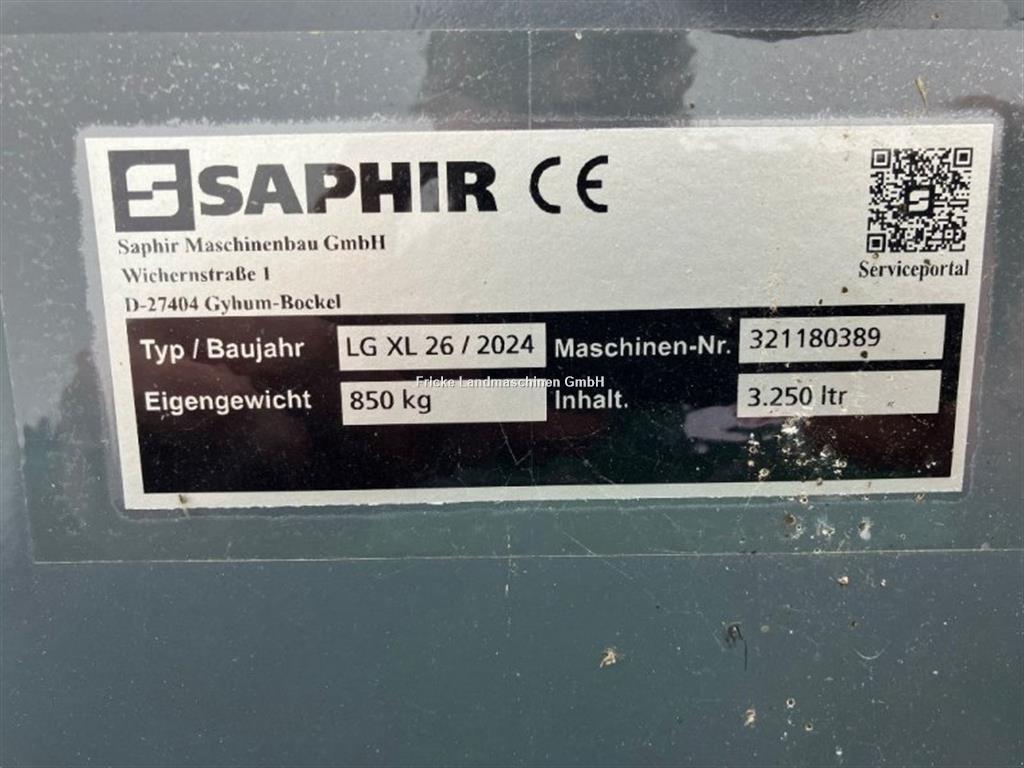 SAPHIR CE
Saphir Maschinenbau GmbH
Wichernstraße 1
D-27404 Gyhum-Bockel
Serviceportal
Typ / Baujahr LG XL 26 / 2024 Maschinen-Nr. 321180389
Fricke Landmaschinen GmbH
Eigengewicht 850 kg Inhalt. 3.250 ltr